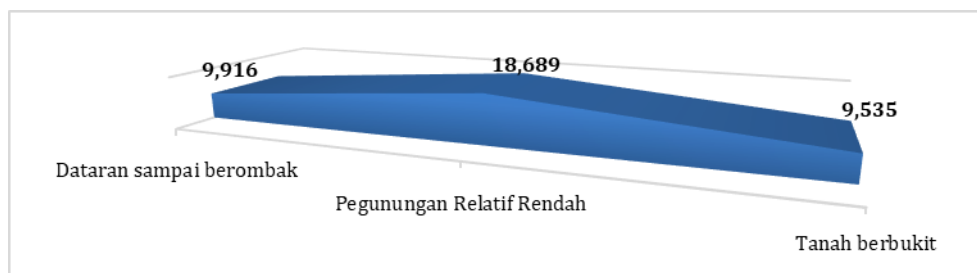 9,916
18,689
9,535
Dataran sampai berombak
Pegunungan Relatif Rendah
Tanah berbukit